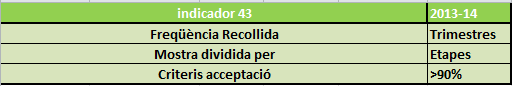 indicador 43 2013-14
Freqüència Recollida Trimestres
Mostra dividida per Etapes
Criteris acceptació >90%